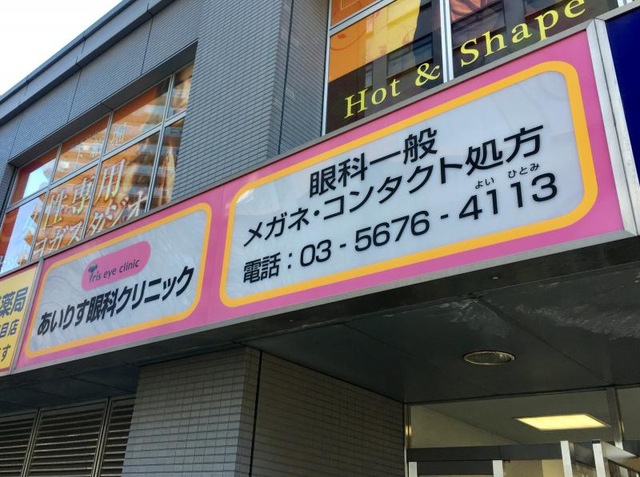 Hot & Shape
眼科一般
メガネ・コンタクト処方
よい ひとみ
電話：03-5676-4113
Iris eye clinic
あいりす眼科クリニック
薬局